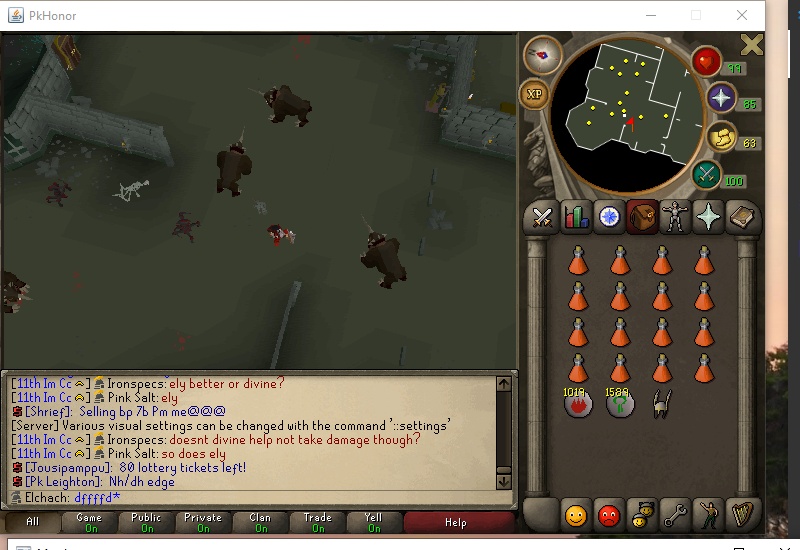 PkHonor
99
XP
85
63
100
[11th Im Cc] Ironspecs: ely better or divine?
[11th Im Cc] Pink Salt: ely
[Shrief]: Selling bp 7b Pm me@@@
[Server] Various visual settings can be changed with the command '::settings'
[11th Im Cc] Ironspecs: doesnt divine help not take damage though?
[11th Im Cc] Pink Salt: so does ely
[Jousipamppu]: 80 lottery tickets left!
[Pk Leighton]: Nh/dh edge
Elchach: dffffd*
1019 1589
All Game On Public On Private On Clan On Trade On Yell On Help